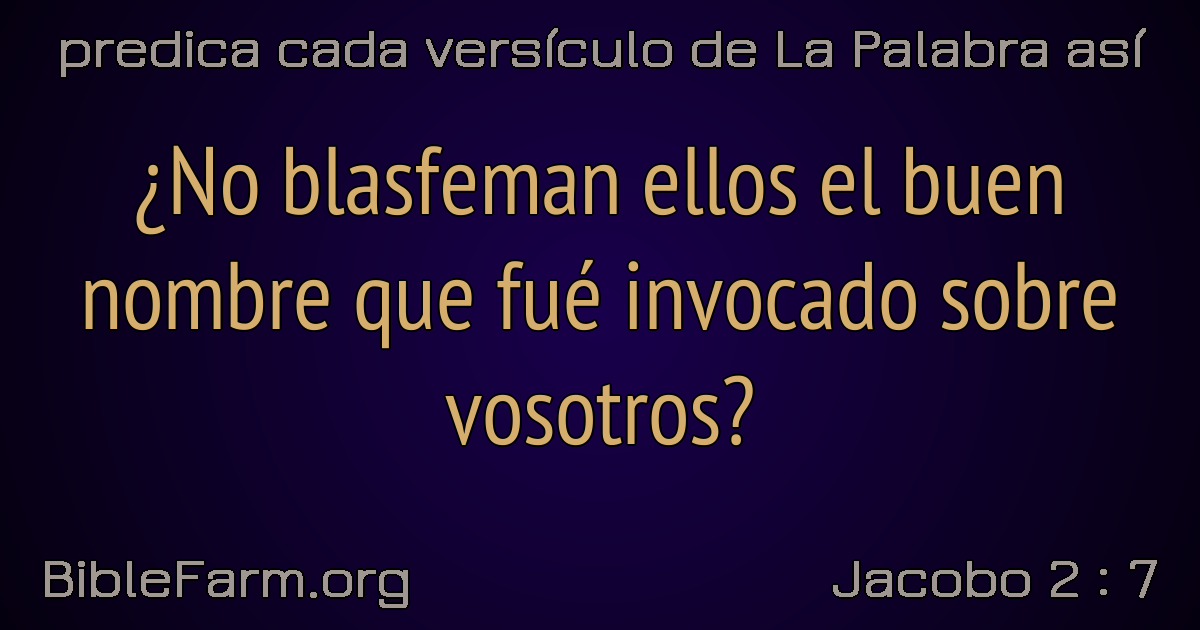 predica cada versículo de La Palabra así
¿No blasfeman ellos el buen
nombre que fué invocado sobre
vosotros?
BibleFarm.org
Jacobo 2 : 7